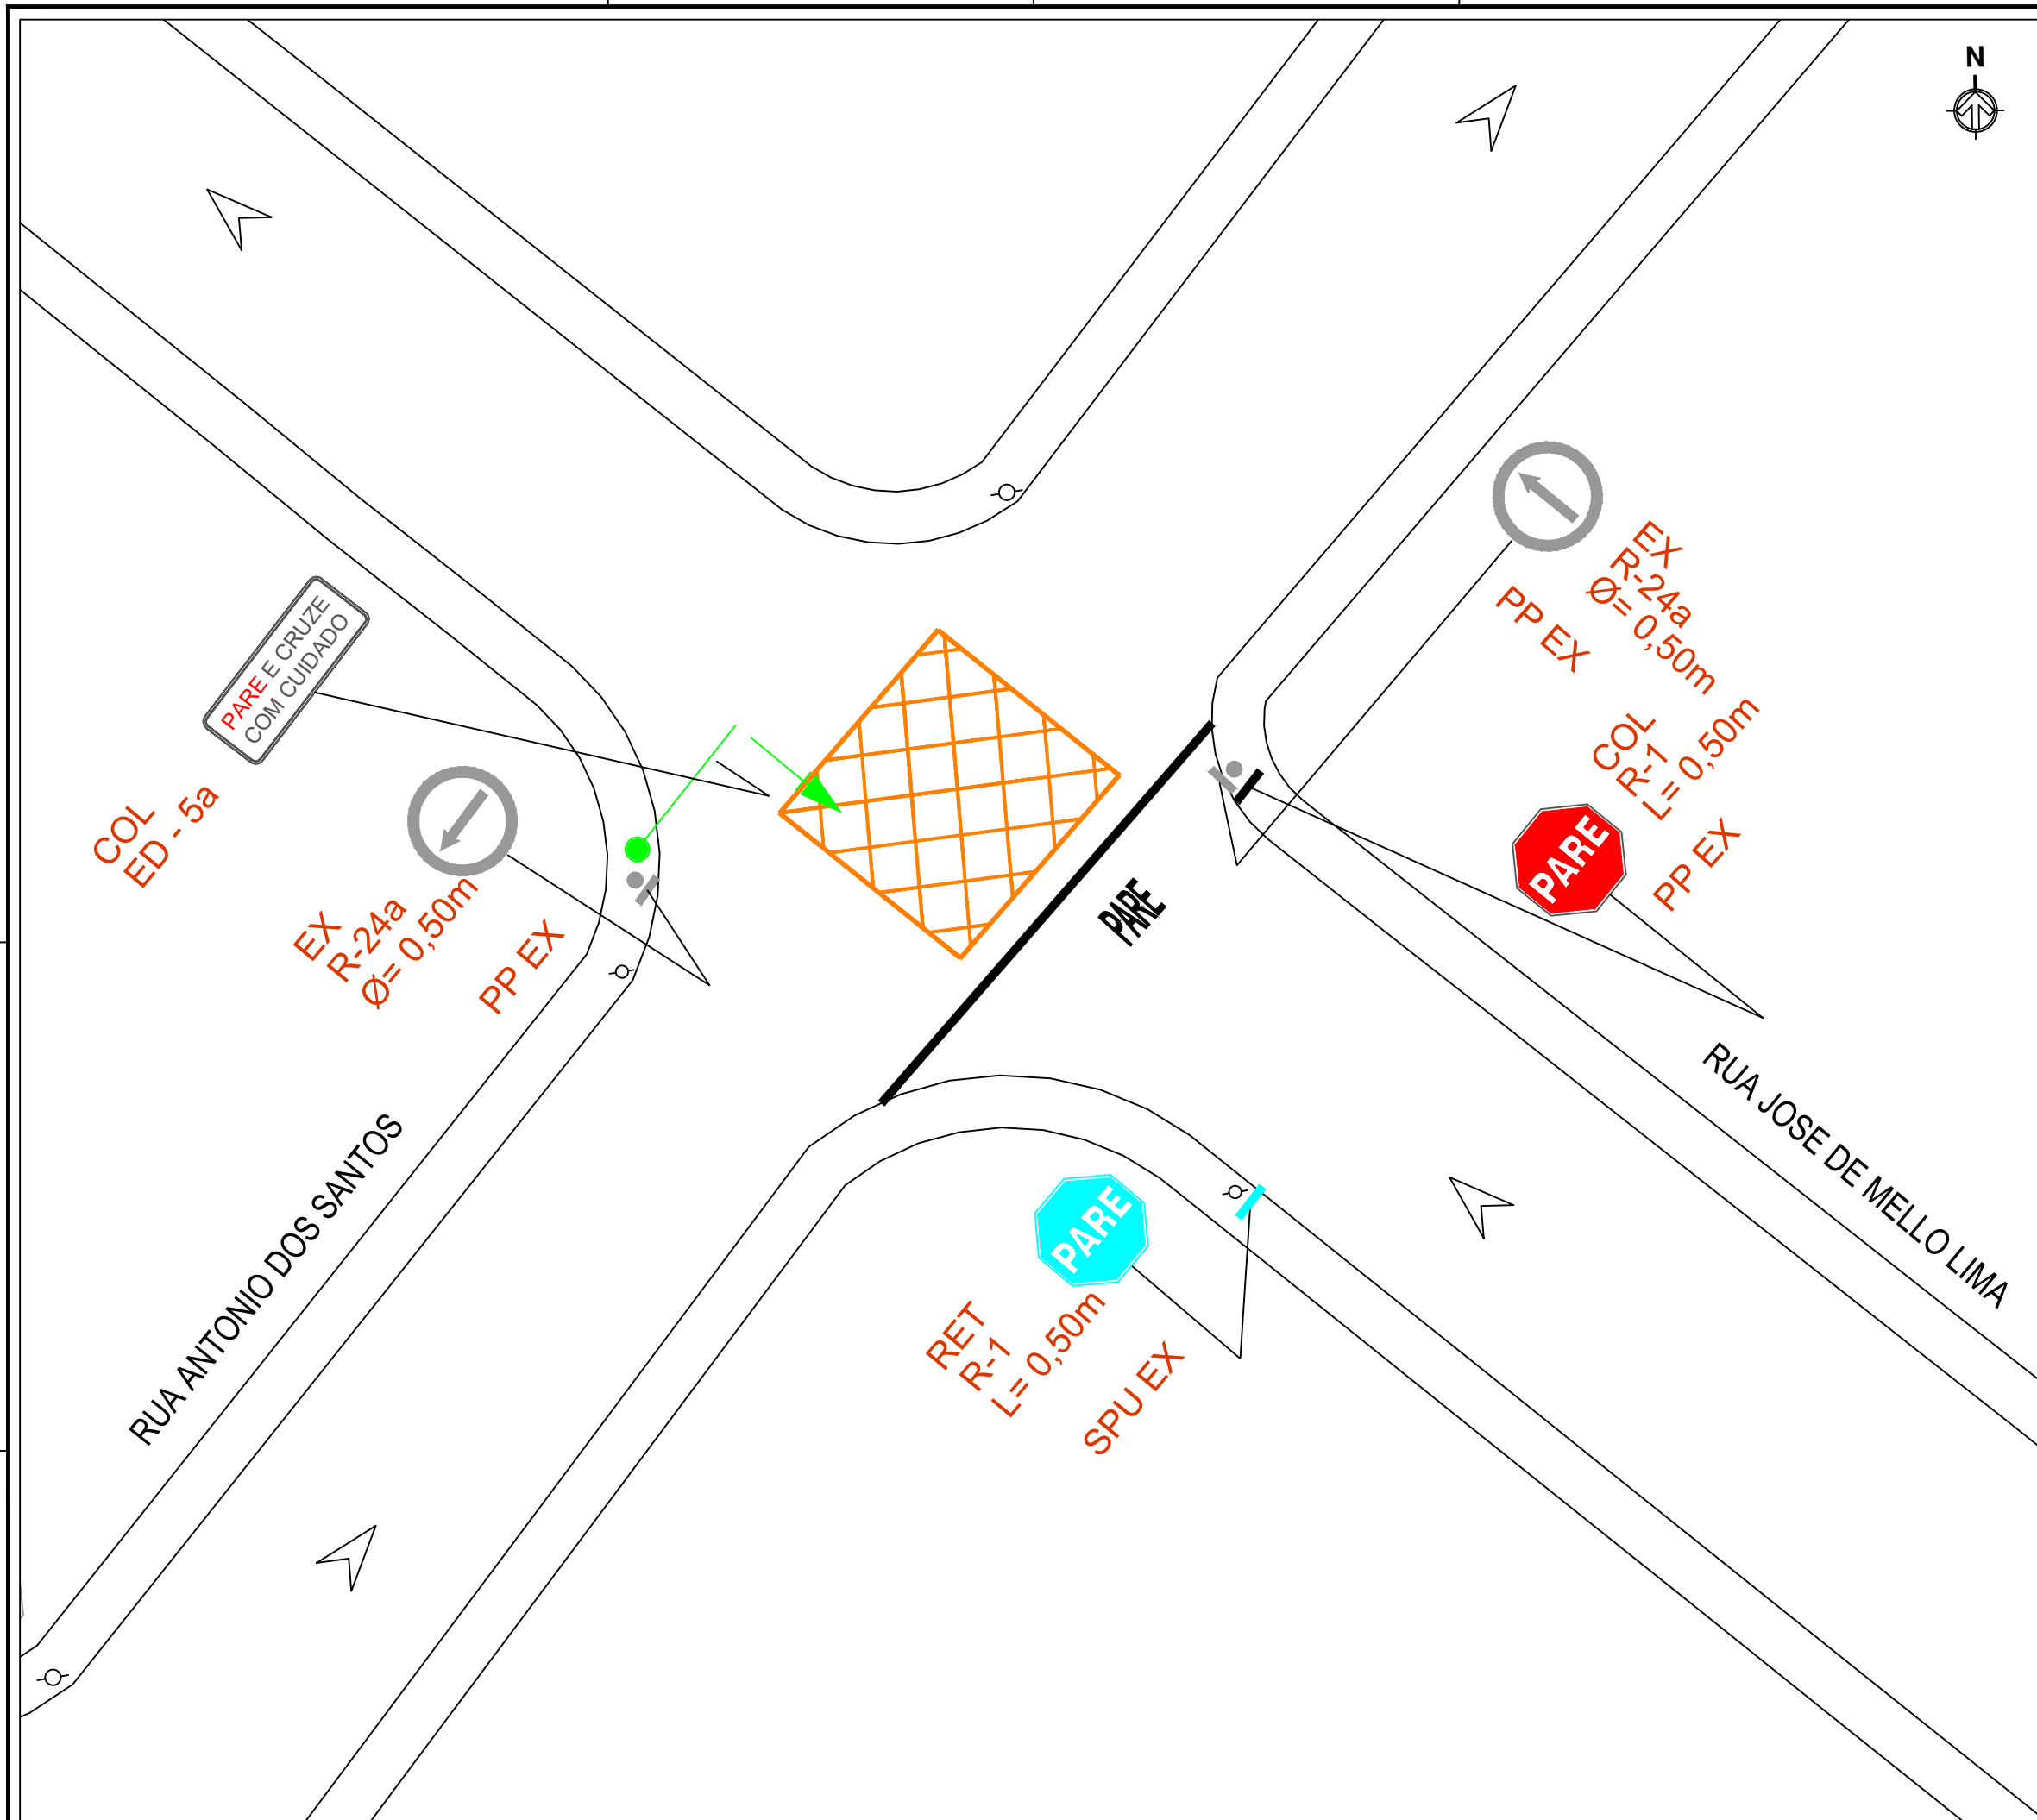 N
EX
R-24a
Ø= 0,50m
PP EX
PARE E CRUZE
COM CUIDADO
COL
ED - 5a
COL
R-1
L= 0,50m
PARE
PP EX
EX
R-24a
Ø= 0,50m
PP EX
PARE
RUA JOSE DE MELLO LIMA
RUA ANTONIO DOS SANTOS
PARE
RET
R-1
L= 0,50m
SPU EX